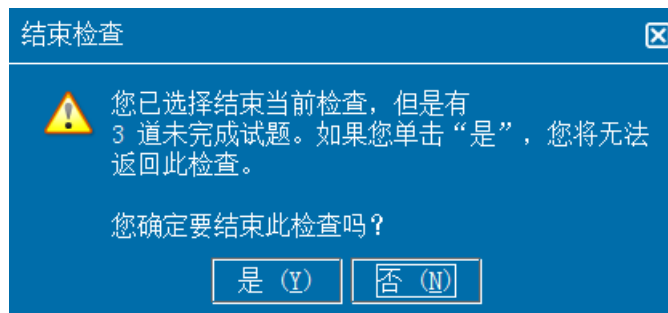 结束检查
您已选择结束当前检查，但是有
3 道未完成试题。如果您单击“是”，您将无法
返回此检查。
您确定要结束此检查吗？
是 (Y)
否 (N)